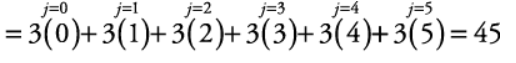 j=0 j=1 j=2 j=3 j=4 j=5
= 3(0)+ 3(1)+ 3(2)+ 3(3)+ 3(4)+ 3(5) = 45